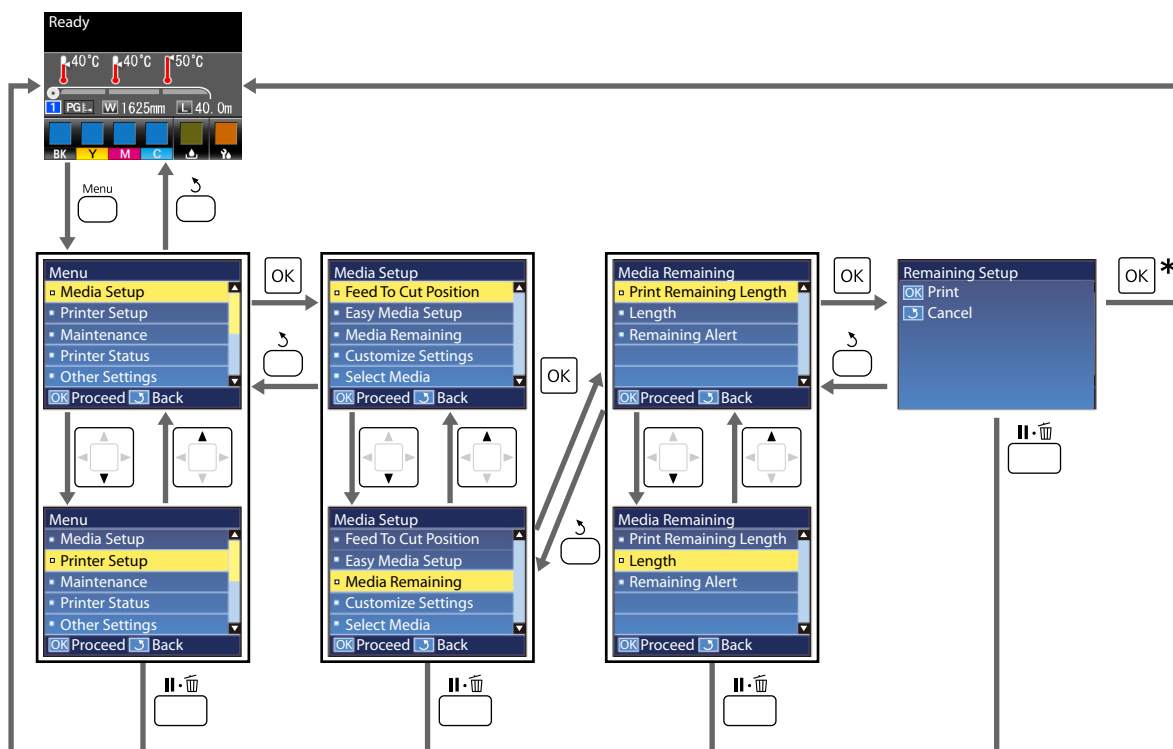 Ready
40°C 40°C 50°C
1 PG W 1625mm L 40. 0m
BK Y M C
Menu
Menu
Media Setup
Printer Setup
Maintenance
Printer Status
Other Settings
OK Proceed Back
OK
Media Setup
Feed To Cut Position
Easy Media Setup
Media Remaining
Customize Settings
Select Media
OK Proceed Back
OK
Media Remaining
Print Remaining Length
Length
Remaining Alert
OK Proceed Back
OK
Remaining Setup
OK Print
Cancel
OK *
Menu
Media Setup
Printer Setup
Maintenance
Printer Status
Other Settings
OK Proceed Back
Media Setup
Feed To Cut Position
Easy Media Setup
Media Remaining
Customize Settings
Select Media
OK Proceed Back
Media Remaining
Print Remaining Length
Length
Remaining Alert
OK Proceed Back